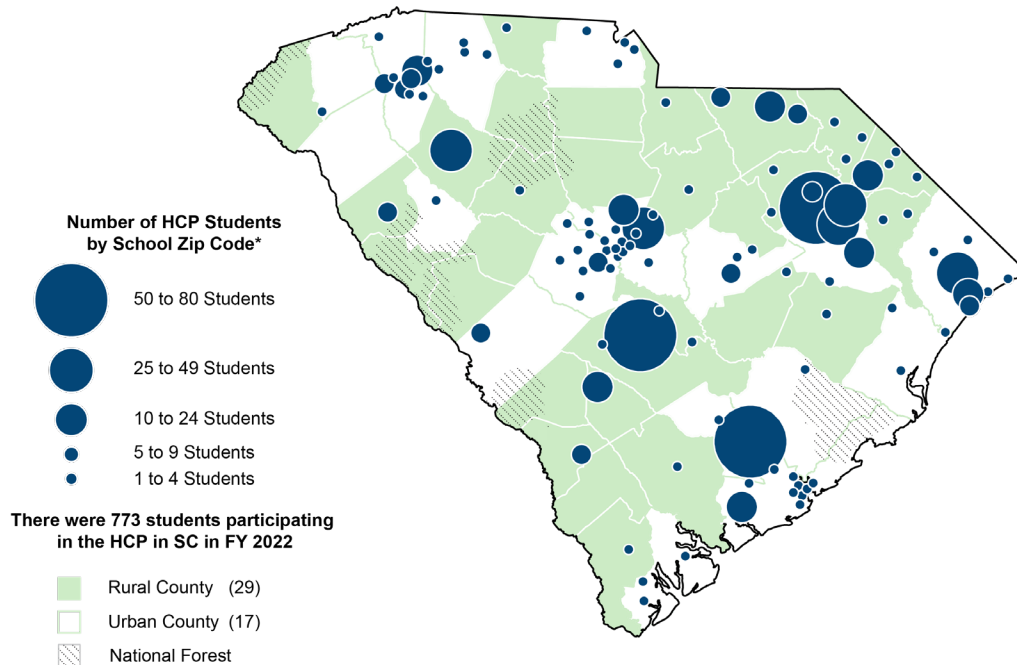 Number of HCP Students
by School Zip Code*
50 to 80 Students
25 to 49 Students
10 to 24 Students
5 to 9 Students
1 to 4 Students
There were 773 students participating
in the HCP in SC in FY 2022
Rural County (29)
Urban County (17)
National Forest